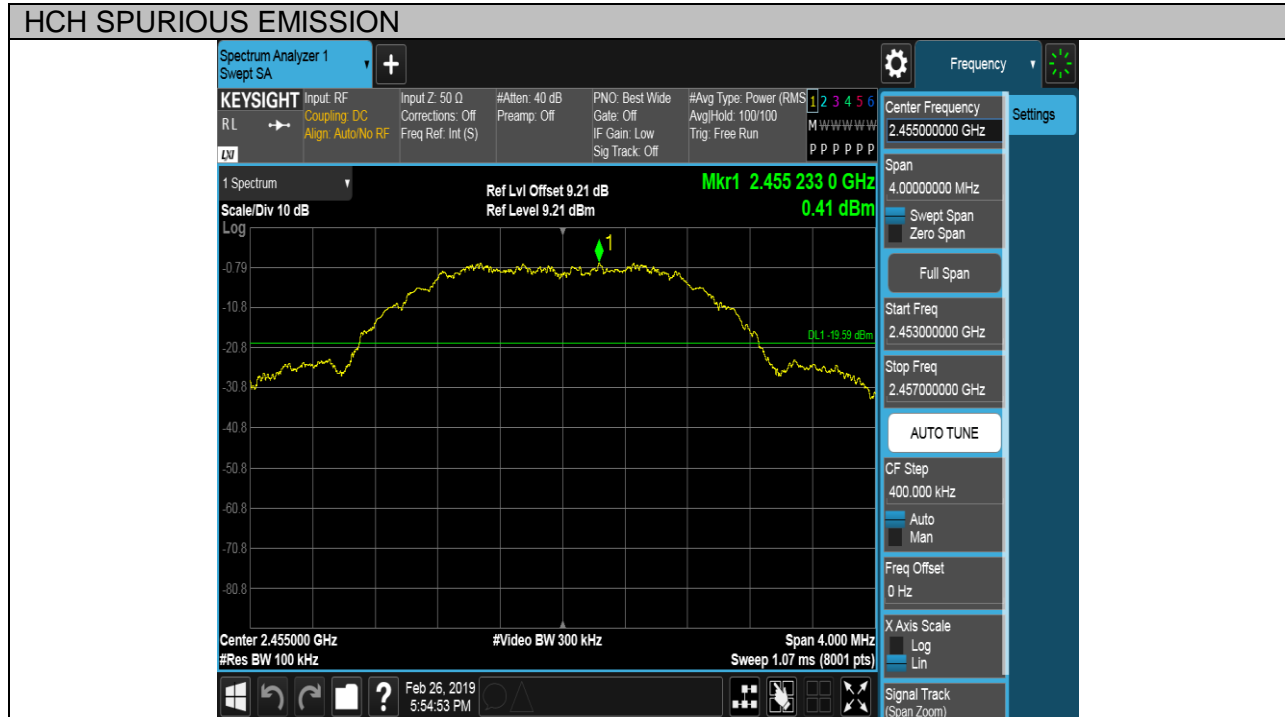 HCH SPURIOUS EMISSION
Spectrum Analyzer 1
Swept SA
+
Frequency
KEYSIGHT
RL
LXI
Input: RF
Coupling: DC
Align: Auto/No RF
Input Z: 50 Ω
Corrections: Off
Freq Ref: Int (S)
#Atten: 40 dB
Preamp: Off
PNO: Best Wide
Gate: Off
IF Gain: Low
Sig Track: Off
#Avg Type: Power (RMS
Avg|Hold: 100/100
Trig: Free Run
1 2 3 4 5 6
M W W W W W
P P P P P P
Center Frequency
2.455000000 GHz
Settings
Span
4.00000000 MHz
Swept Span
Zero Span
Full Span
Start Freq
2.453000000 GHz
Stop Freq
2.457000000 GHz
AUTO TUNE
CF Step
400.000 kHz
Auto
Man
Freq Offset
0 Hz
X Axis Scale
Log
Lin
Signal Track
(Span Zoom)
1 Spectrum
Scale/Div 10 dB
Log
Ref Lvl Offset 9.21 dB
Ref Level 9.21 dBm
Mkr1 2.455 233 0 GHz
0.41 dBm
1
-0.79
-10.8
DL1 -19.59 dBm
-20.8
-30.8
-40.8
-50.8
-60.8
-70.8
-80.8
Center 2.455000 GHz
#Res BW 100 kHz
#Video BW 300 kHz
Span 4.000 MHz
Sweep 1.07 ms (8001 pts)
?
Feb 26, 2019
5:54:53 PM